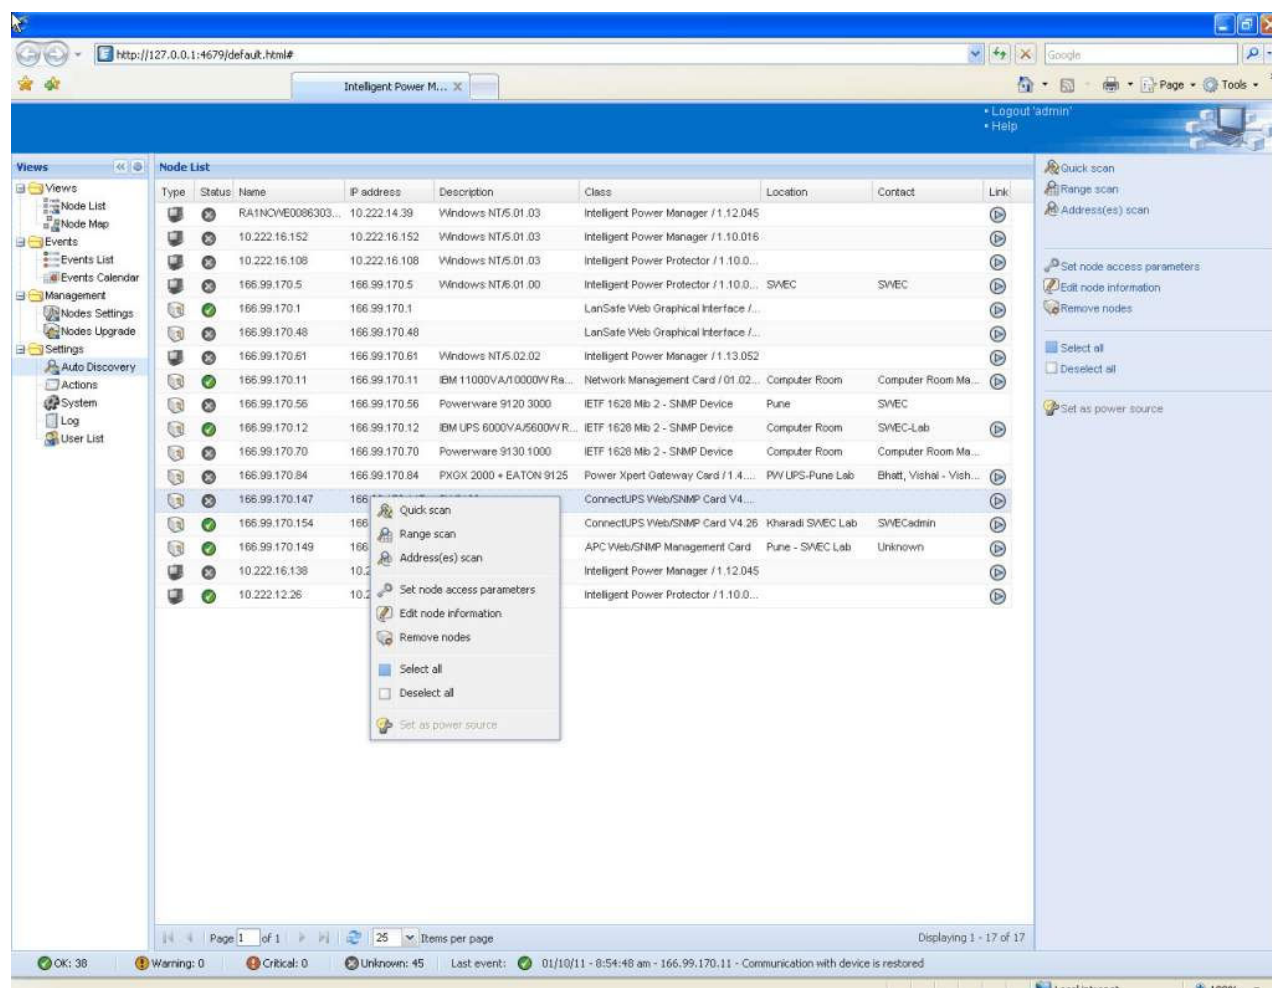 http://127.0.0.1:4679/default.html#
Google
Intelligent Power M... X
Page
Tools
Logout 'admin'
Help
Views
Node List
Quick scan
Range scan
Address(es) scan
Set node access parameters
Edit node information
Remove nodes
Select all
Deselect all
Set as power source
Views
Node List
Node Map
Events
Events List
Events Calendar
Management
Nodes Settings
Nodes Upgrade
Settings
Auto Discovery
Actions
System
Log
User List
Type Status Name IP address Description Class Location Contact Link
RA1NCWE0086303... 10.222.14.39 Windows NT/5.01.03 Intelligent Power Manager / 1.12.045
10.222.16.152 10.222.16.152 Windows NT/5.01.03 Intelligent Power Manager / 1.10.016
10.222.16.108 10.222.16.108 Windows NT/5.01.03 Intelligent Power Protector / 1.10.0...
166.99.170.5 166.99.170.5 Windows NT/6.01.00 Intelligent Power Protector / 1.10.0... SWEC SWEC
166.99.170.1 166.99.170.1 LanSafe Web Graphical Interface /...
166.99.170.48 166.99.170.48 LanSafe Web Graphical Interface /...
166.99.170.61 166.99.170.61 Windows NT/5.02.02 Intelligent Power Manager / 1.13.052
166.99.170.11 166.99.170.11 IBM 11000VA/10000W Ra... Network Management Card / 01.02... Computer Room Computer Room Ma...
166.99.170.56 166.99.170.56 Powerware 9120 3000 IETF 1628 Mib 2 - SNMP Device Pune SWEC
166.99.170.12 166.99.170.12 IBM UPS 6000VA/5600W R... IETF 1628 Mib 2 - SNMP Device Computer Room SWEC-Lab
166.99.170.70 166.99.170.70 Powerware 9130 1000 IETF 1628 Mib 2 - SNMP Device Computer Room Computer Room Ma...
166.99.170.84 166.99.170.84 PXGX 2000 + EATON 9125 Power Xpert Gateway Card / 1.4.... PW UPS-Pune Lab Bhatt, Vishal - Vish...
166.99.170.147 166 ConnectUPS Web/SNMP Card V4....
166.99.170.154 166 ConnectUPS Web/SNMP Card V4.26 Kharadi SWEC Lab SWECadmin
166.99.170.149 166 APC Web/SNMP Management Card Pune - SWEC Lab Unknown
10.222.16.138 10.2 Intelligent Power Manager / 1.12.045
10.222.12.26 10.2 Intelligent Power Protector / 1.10.0...
Quick scan
Range scan
Address(es) scan
Set node access parameters
Edit node information
Remove nodes
Select all
Deselect all
Set as power source
Page 1 of 1 25 Items per page Displaying 1 - 17 of 17
OK: 38 Warning: 0 Critical: 0 Unknown: 45 Last event: 01/10/11 - 8:54:48 am - 166.99.170.11 - Communication with device is restored